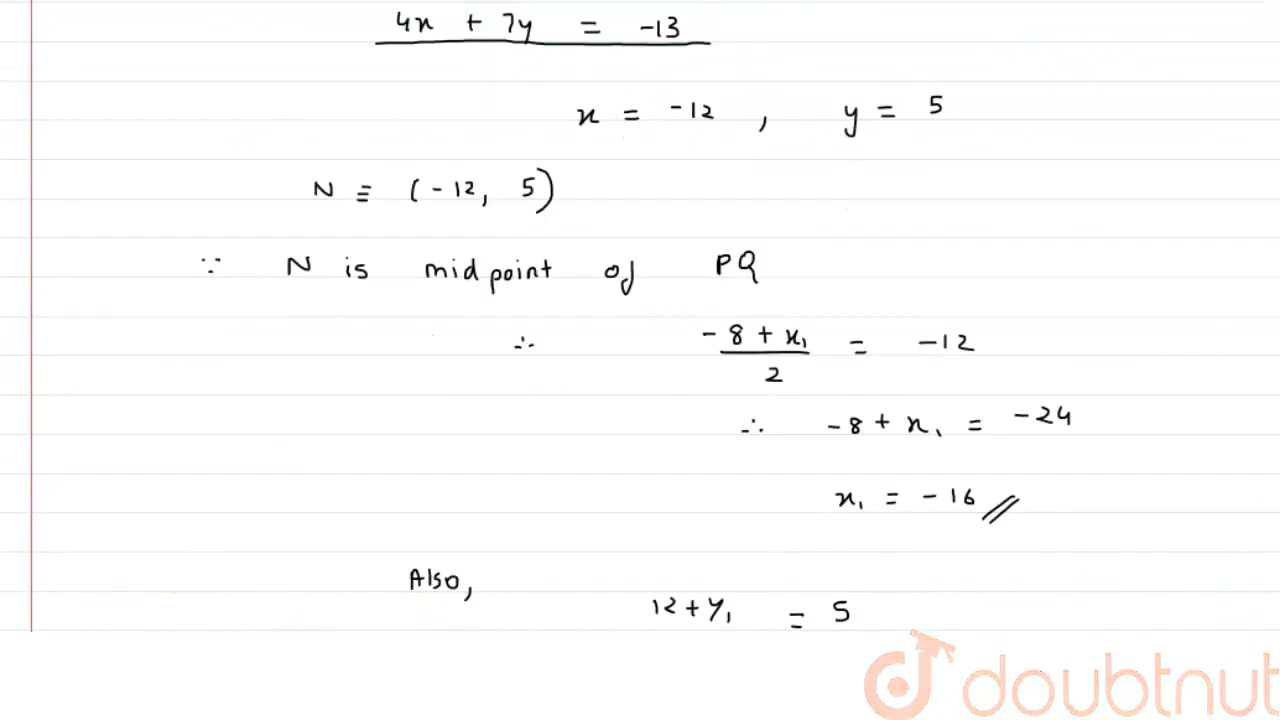 4x + 7y = -13
x = -12 , y = 5
N ≡ (-12, 5)
∵ N is midpoint of PQ
∴ (-8 + x₁)/2 = -12
∴ -8 + x₁ = -24
x₁ = -16 //
Also,
12 + y₁ = 5
doubtnut